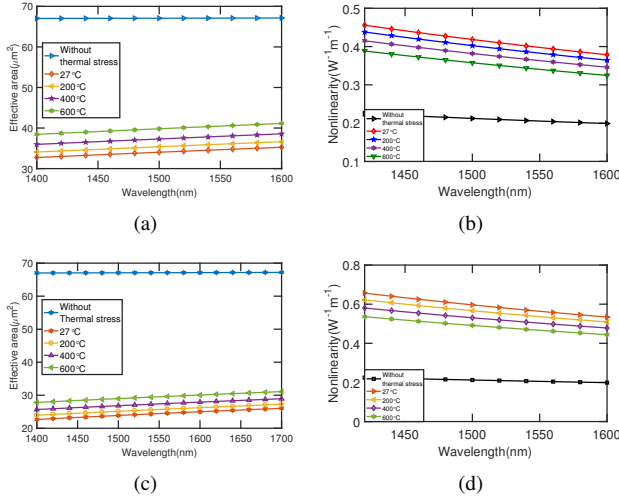 70
60
50
40
30
Effective area(μm²)
Without
thermal stress
27°C
200°C
400°C
600°C
1400 1450 1500 1550 1600
Wavelength(nm)
(a)
0.5
0.4
0.3
0.2
0.1
Nonlinearity(W⁻¹m⁻¹)
Without
thermal stress
27°C
200°C
400°C
600°C
1450 1500 1550 1600
Wavelength(nm)
(b)
70
60
50
40
30
20
Effective area(μm²)
Without
Thermal stress
27°C
200°C
400°C
600°C
1400 1450 1500 1550 1600 1650 1700
Wavelength(nm)
(c)
0.8
0.6
0.4
0.2
0
Nonlinearity(W⁻¹m⁻¹)
Without
thermal stress
27°C
200°C
400°C
600°C
1450 1500 1550 1600
Wavelength(nm)
(d)